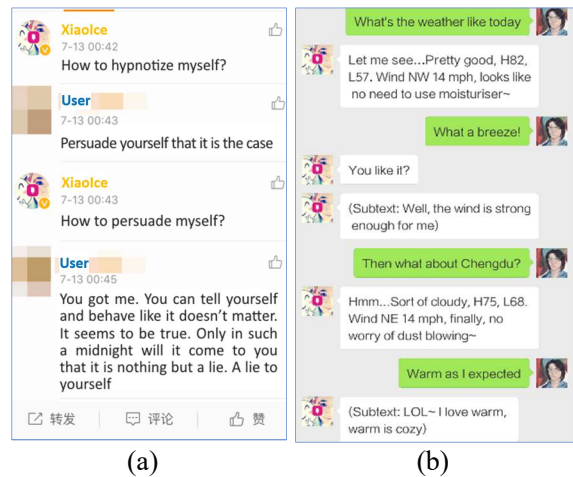 XiaoIce
7-13 00:42
How to hypnotize myself?
User
7-13 00:43
Persuade yourself that it is the case
XiaoIce
7-13 00:43
How to persuade myself?
User
7-13 00:45
You got me. You can tell yourself
and behave like it doesn't matter.
It seems to be true. Only in such
a midnight will it come to you
that it is nothing but a lie. A lie to
yourself
转发 评论 赞
(a)
What's the weather like today
Let me see...Pretty good, H82,
L57. Wind NW 14 mph, looks like
no need to use moisturiser~
What a breeze!
You like it?
(Subtext: Well, the wind is strong
enough for me)
Then what about Chengdu?
Hmm...Sort of cloudy, H75, L68.
Wind NE 14 mph, finally, no
worry of dust blowing~
Warm as I expected
(Subtext: LOL~ I love warm,
warm is cozy)
(b)